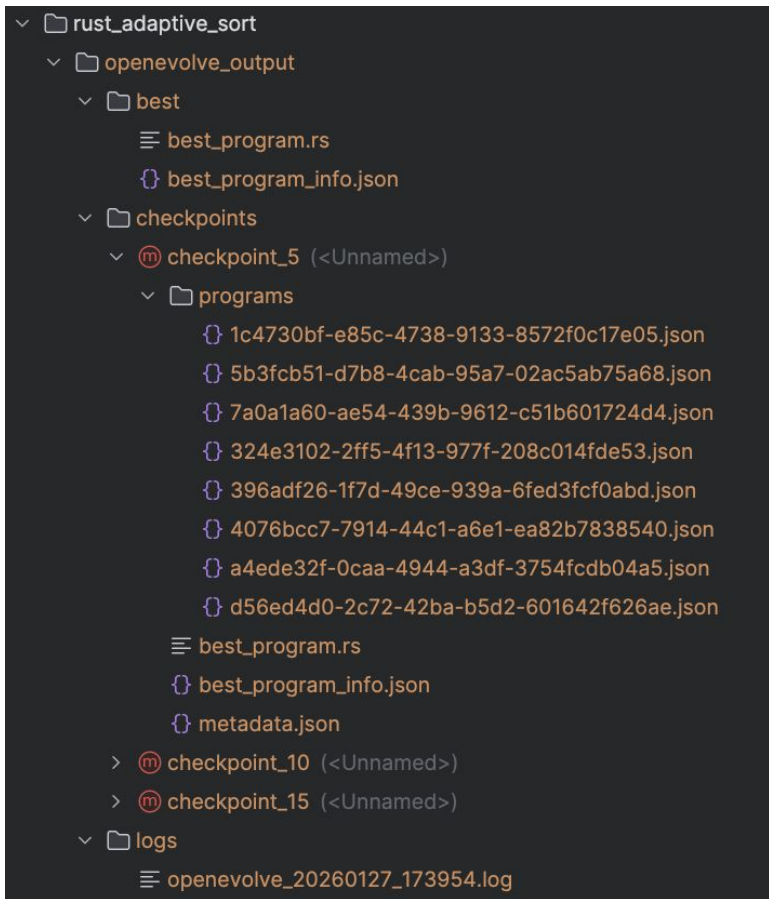 rust_adaptive_sort
openevolve_output
best
best_program.rs
{} best_program_info.json
checkpoints
m checkpoint_5 (<Unnamed>)
programs
{} 1c4730bf-e85c-4738-9133-8572f0c17e05.json
{} 5b3fcb51-d7b8-4cab-95a7-02ac5ab75a68.json
{} 7a0a1a60-ae54-439b-9612-c51b601724d4.json
{} 324e3102-2ff5-4f13-977f-208c014fde53.json
{} 396adf26-1f7d-49ce-939a-6fed3fcf0abd.json
{} 4076bcc7-7914-44c1-a6e1-ea82b7838540.json
{} a4ede32f-0caa-4944-a3df-3754fcdb04a5.json
{} d56ed4d0-2c72-42ba-b5d2-601642f626ae.json
best_program.rs
{} best_program_info.json
{} metadata.json
m checkpoint_10 (<Unnamed>)
m checkpoint_15 (<Unnamed>)
logs
openevolve_20260127_173954.log